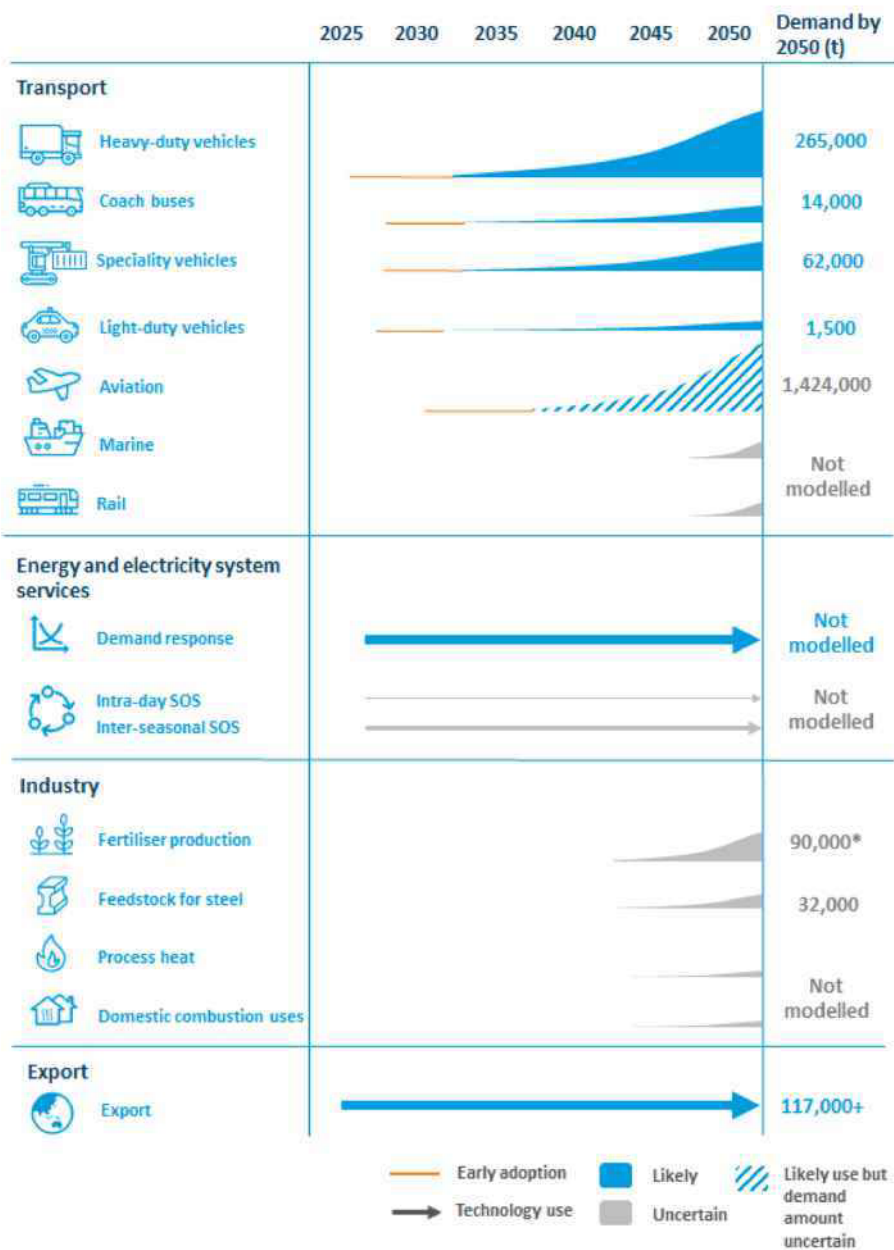 2025 2030 2035 2040 2045 2050 Demand by
2050 (t)
Transport
Heavy-duty vehicles 265,000
Coach buses 14,000
Speciality vehicles 62,000
Light-duty vehicles 1,500
Aviation 1,424,000
Marine
Not
modelled
Rail
Energy and electricity system
services
Demand response Not
modelled
Intra-day SOS Not
Inter-seasonal SOS modelled
Industry
Fertiliser production 90,000*
Feedstock for steel 32,000
Process heat
Not
modelled
Domestic combustion uses
Export
Export 117,000+
Early adoption Likely Likely use but
demand
amount
uncertain
Technology use Uncertain